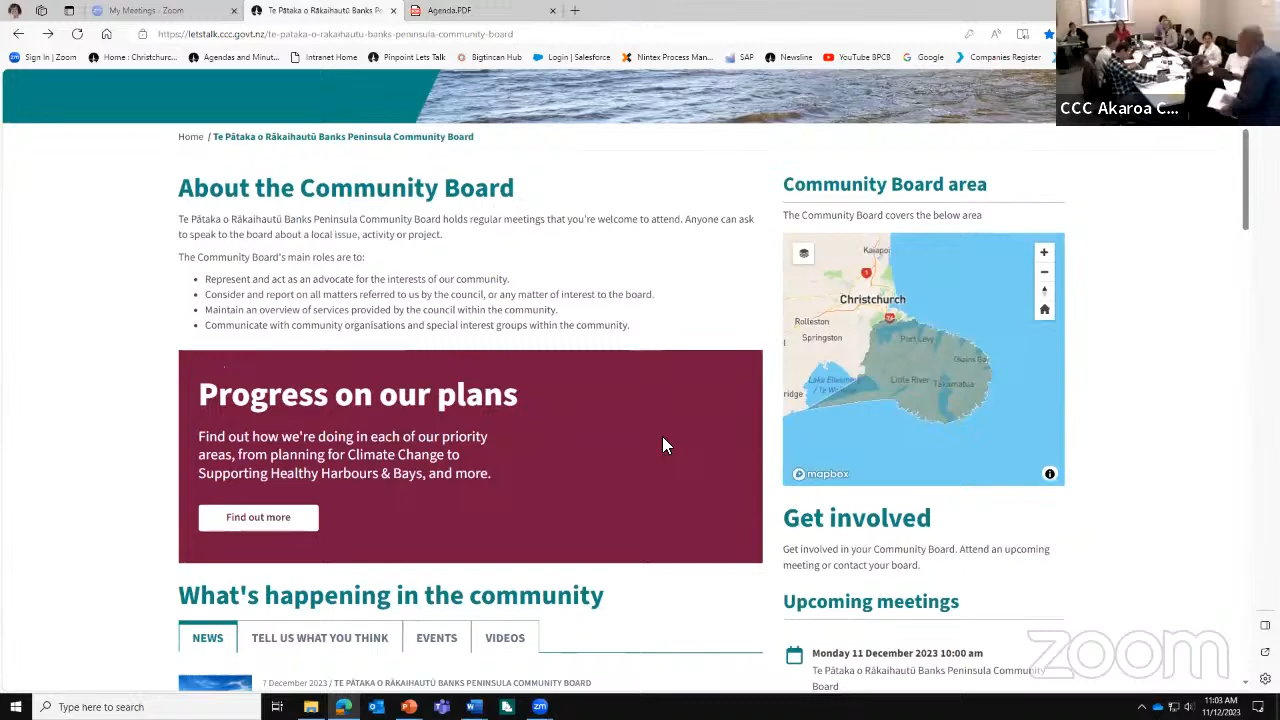 My Meetings - Zoom
Te Pātaka o Rākaihautū Banks Pe
Agenda.PDF
https://letstalk.ccc.govt.nz/te-pataka-o-rakaihautu-banks-peninsula-community-board
Sign In | Zoom
Home - Christchurc...
Agendas and Minut...
Intranet Home
Pinpoint Lets Talk
Bigtincan Hub
Login | Salesforce
Nintex Process Man...
SAP
Newsline
YouTube BPCB
Google
Companies Register
CCC Akaroa C...
Home / Te Pātaka o Rākaihautū Banks Peninsula Community Board
About the Community Board
Te Pātaka o Rākaihautū Banks Peninsula Community Board holds regular meetings that you're welcome to attend. Anyone can ask
to speak to the board about a local issue, activity or project.
The Community Board's main roles are to:
Represent and act as an advocate for the interests of our community.
Consider and report on all matters referred to us by the council, or any matter of interest to the board.
Maintain an overview of services provided by the council within the community.
Communicate with community organisations and special interest groups within the community.
Progress on our plans
Find out how we're doing in each of our priority
areas, from planning for Climate Change to
Supporting Healthy Harbours & Bays, and more.
Find out more
What's happening in the community
NEWS
TELL US WHAT YOU THINK
EVENTS
VIDEOS
7 December 2023 / TE PĀTAKA O RĀKAIHAUTŪ BANKS PENINSULA COMMUNITY BOARD
Community Board area
The Community Board covers the below area
Kaiapoi
1
Christchurch
Rolleston
Springton
Port Levy
Okains Bay
Lake Ellesmere
Little River
Takamatua
mapbox
Get involved
Get involved in your Community Board. Attend an upcoming
meeting or contact your board.
Upcoming meetings
Monday 11 December 2023 10:00 am
Te Pātaka o Rākaihautū Banks Peninsula Community
Board
zoom
Type here to search
11:03 AM
11/12/2023